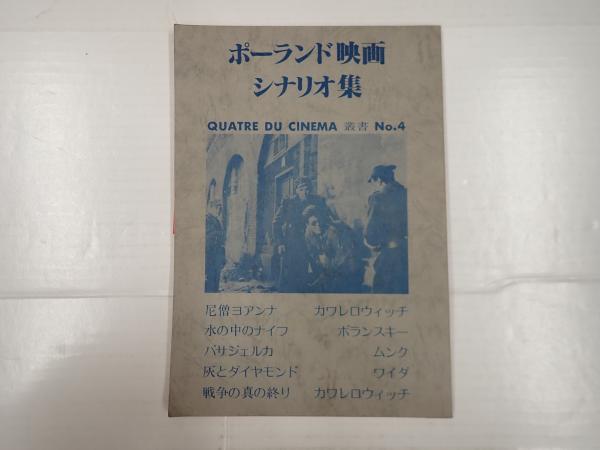 ポーランド映画
シナリオ集
QUATRE DU CINEMA 叢書 No.4
尼僧ヨアンナ カワレロウィッチ
水の中のナイフ ポランスキー
パサジェルカ ムンク
灰とダイヤモンド ワイダ
戦争の真の終り カワレロウィッチ